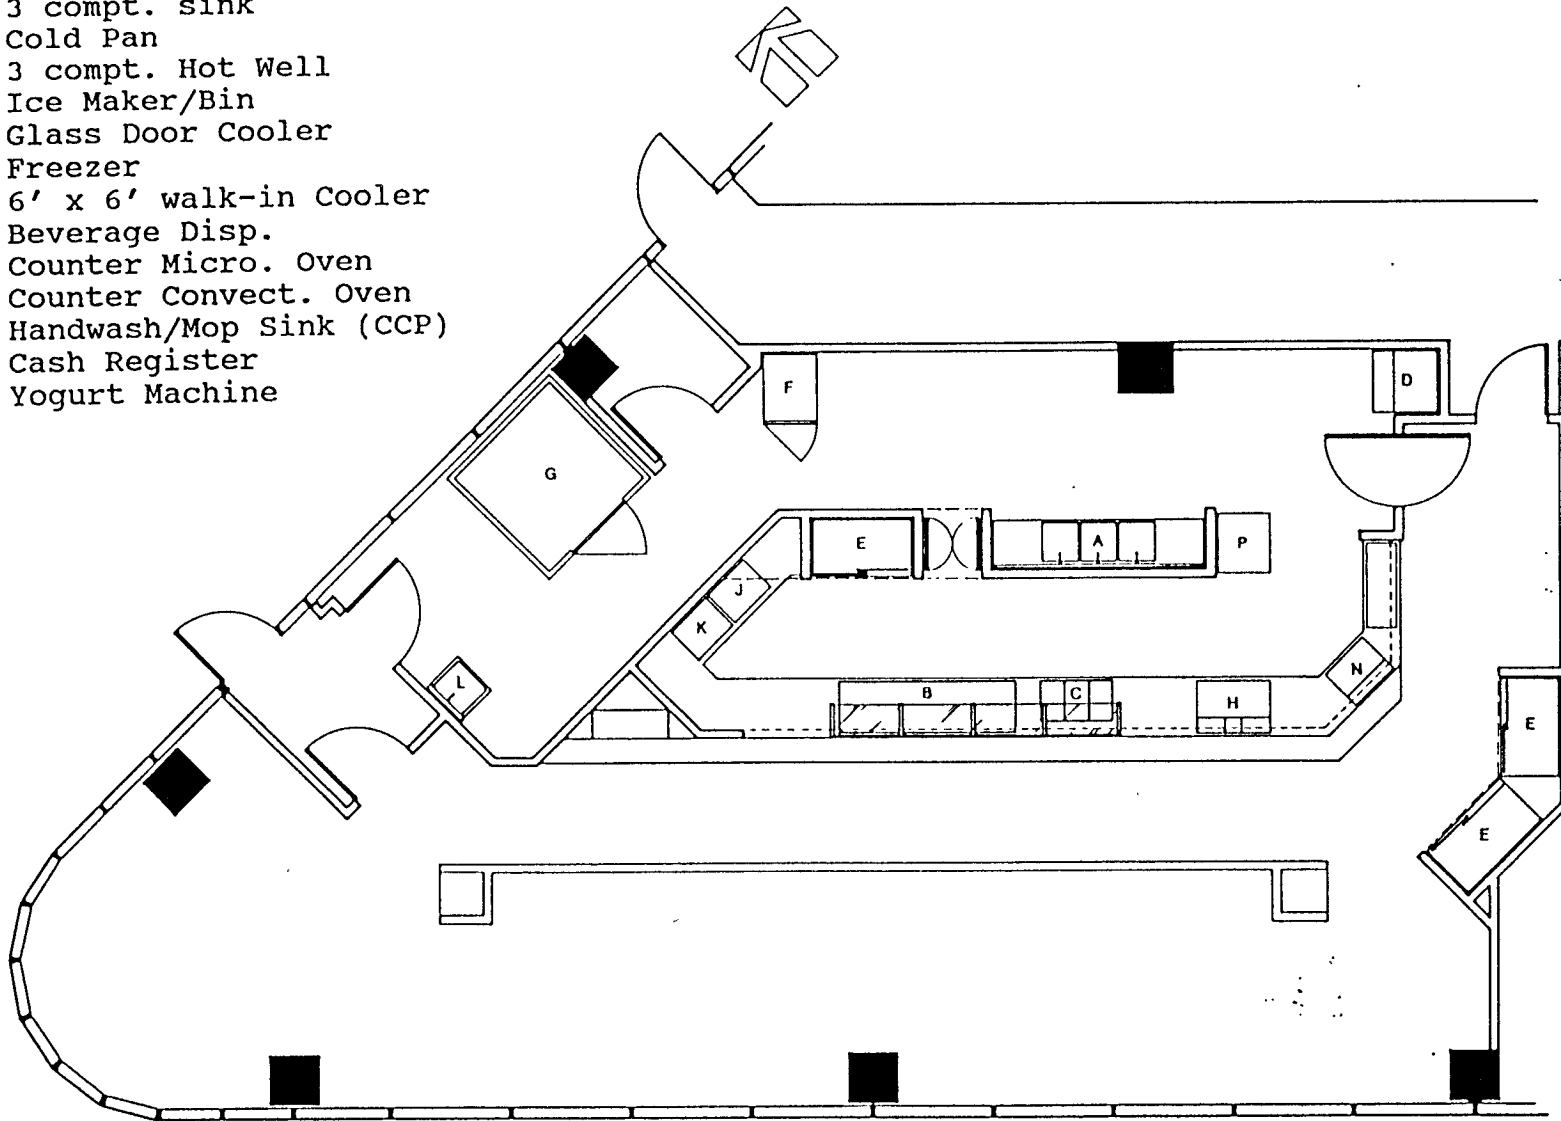 3 compt. sink
Cold Pan
3 compt. Hot Well
Ice Maker/Bin
Glass Door Cooler
Freezer
6' x 6' walk-in Cooler
Beverage Disp.
Counter Micro. Oven
Counter Convect. Oven
Handwash/Mop Sink (CCP)
Cash Register
Yogurt Machine
F
D
G
E
A
P
J
K
L
B
C
H
N
E
E